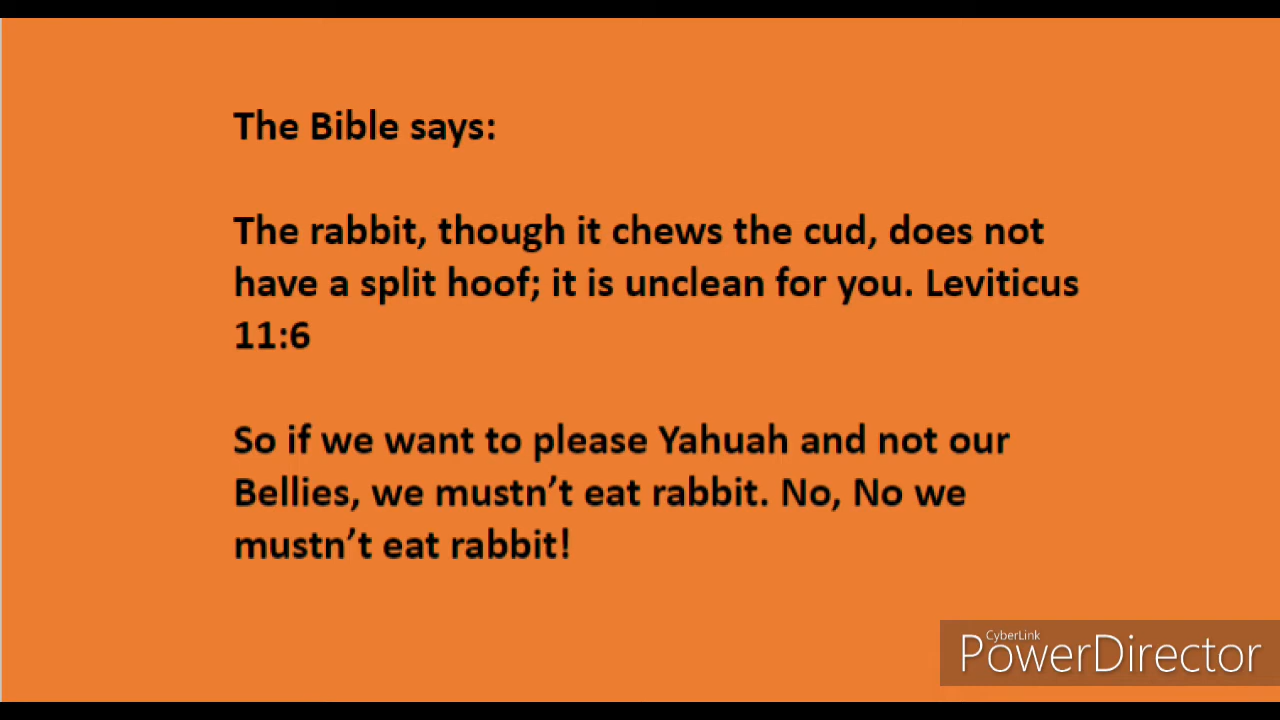 The Bible says:
The rabbit, though it chews the cud, does not
have a split hoof; it is unclean for you. Leviticus
11:6
So if we want to please Yahuah and not our
Bellies, we mustn’t eat rabbit. No, No we
mustn’t eat rabbit!
CyberLink
PowerDirector